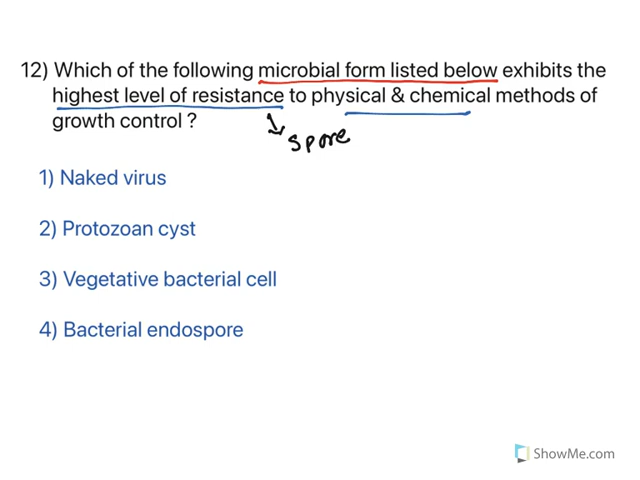 12) Which of the following microbial form listed below exhibits the
highest level of resistance to physical & chemical methods of
growth control ?
spore
1) Naked virus
2) Protozoan cyst
3) Vegetative bacterial cell
4) Bacterial endospore
ShowMe.com